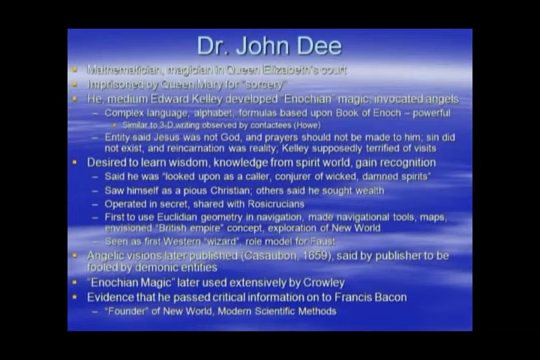 Dr. John Dee
Mathematician, magician in Queen Elizabeth's court
Imprisoned by Queen Mary for "sorcery"
He, medium Edward Kelley developed "Enochian" magic, invocated angels
– Complex language, alphabet, formulas based upon Book of Enoch – powerful
Similar to 3-D writing observed by contactees (Howe)
– Entity said Jesus was not God, and prayers should not be made to him; sin did
not exist, and reincarnation was reality; Kelley supposedly terrified of visits
Desired to learn wisdom, knowledge from spirit world, gain recognition
– Said he was "looked upon as a caller, conjurer of wicked, damned spirits"
– Saw himself as a pious Christian; others said he sought wealth
– Operated in secret, shared with Rosicrucians
– First to use Euclidian geometry in navigation, made navigational tools, maps,
envisioned "British empire" concept, exploration of New World
– Seen as first Western "wizard", role model for Faust
Angelic visions later published (Casaubon, 1659), said by publisher to be
fooled by demonic entities
"Enochian Magic" later used extensively by Crowley
Evidence that he passed critical information on to Francis Bacon
– "Founder" of New World, Modern Scientific Methods